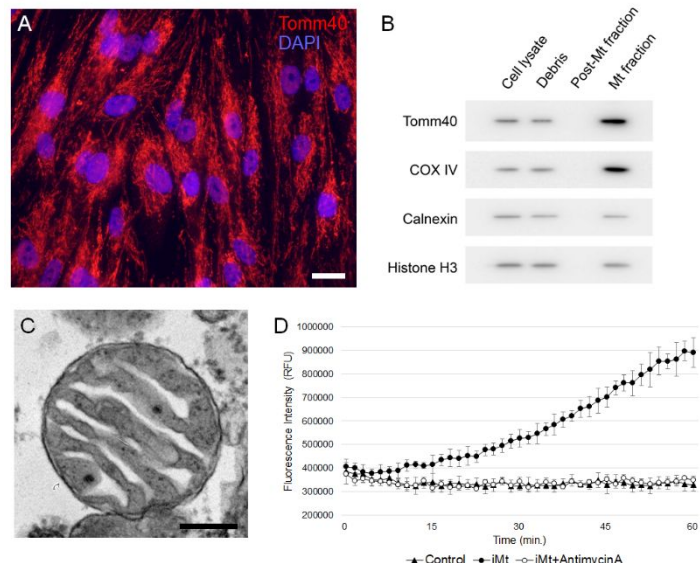 A
Tomm40
DAPI
B
Cell lysate
Debris
Post-Mt fraction
Mt fraction
Tomm40
COX IV
Calnexin
Histone H3
C
D
Fluorescence Intensity (RFU)
1000000
900000
800000
700000
600000
500000
400000
300000
200000
0 15 30 45 60
Time (min.)
Control iMt iMt+AntimycinA